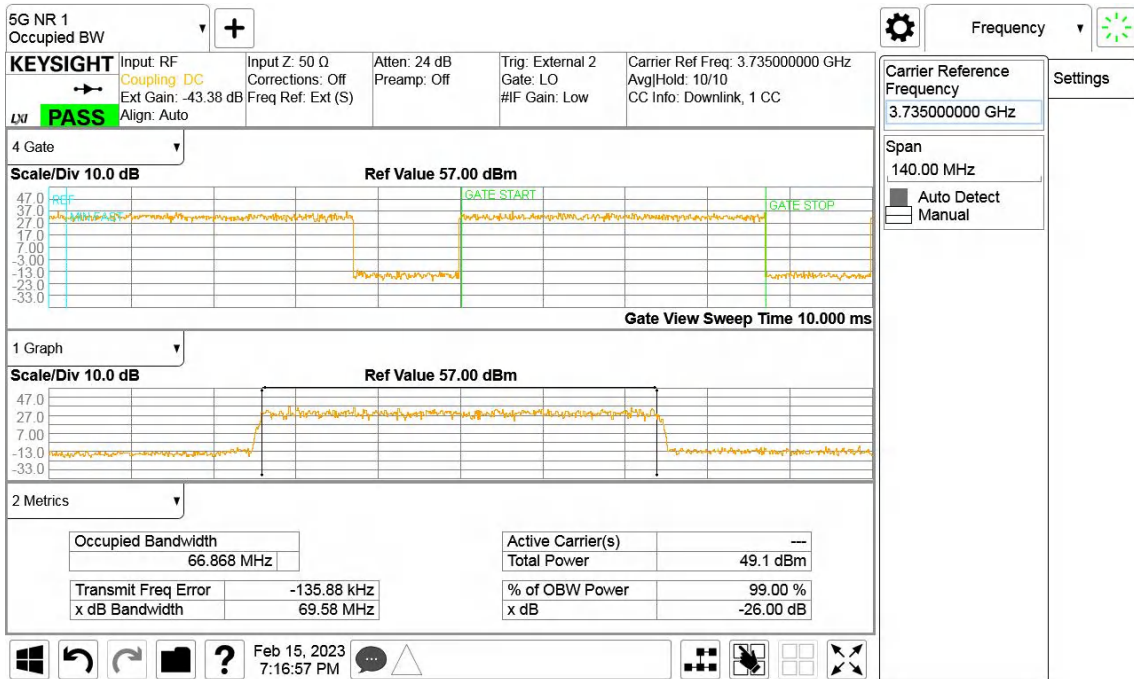 5G NR 1
Occupied BW
Frequency
KEYSIGHT
LXI
PASS
Input: RF
Coupling: DC
Ext Gain: -43.38 dB
Align: Auto
Input Z: 50 Ω
Corrections: Off
Freq Ref: Ext (S)
Atten: 24 dB
Preamp: Off
Trig: External 2
Gate: LO
#IF Gain: Low
Carrier Ref Freq: 3.735000000 GHz
Avg|Hold: 10/10
CC Info: Downlink, 1 CC
Carrier Reference
Frequency
3.735000000 GHz
Settings
Span
140.00 MHz
Auto Detect
Manual
4 Gate
Scale/Div 10.0 dB
Ref Value 57.00 dBm
47.0
37.0
27.0
17.0
7.00
-3.00
-13.0
-23.0
-33.0
REF
MIN FAST
GATE START
GATE STOP
Gate View Sweep Time 10.000 ms
1 Graph
Scale/Div 10.0 dB
Ref Value 57.00 dBm
47.0
27.0
7.00
-13.0
-33.0
2 Metrics
Occupied Bandwidth
66.868 MHz
Transmit Freq Error -135.88 kHz
x dB Bandwidth 69.58 MHz
Active Carrier(s) ---
Total Power 49.1 dBm
% of OBW Power 99.00 %
x dB -26.00 dB
Feb 15, 2023
7:16:57 PM